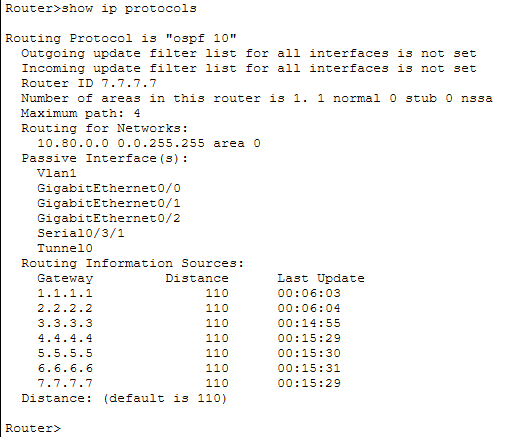 Router>show ip protocols
Routing Protocol is "ospf 10"
Outgoing update filter list for all interfaces is not set
Incoming update filter list for all interfaces is not set
Router ID 7.7.7.7
Number of areas in this router is 1. 1 normal 0 stub 0 nssa
Maximum path: 4
Routing for Networks:
10.80.0.0 0.0.255.255 area 0
Passive Interface(s):
Vlan1
GigabitEthernet0/0
GigabitEthernet0/1
GigabitEthernet0/2
Serial0/3/1
Tunnel0
Routing Information Sources:
Gateway Distance Last Update
1.1.1.1 110 00:06:03
2.2.2.2 110 00:06:04
3.3.3.3 110 00:14:55
4.4.4.4 110 00:15:29
5.5.5.5 110 00:15:30
6.6.6.6 110 00:15:31
7.7.7.7 110 00:15:29
Distance: (default is 110)
Router>